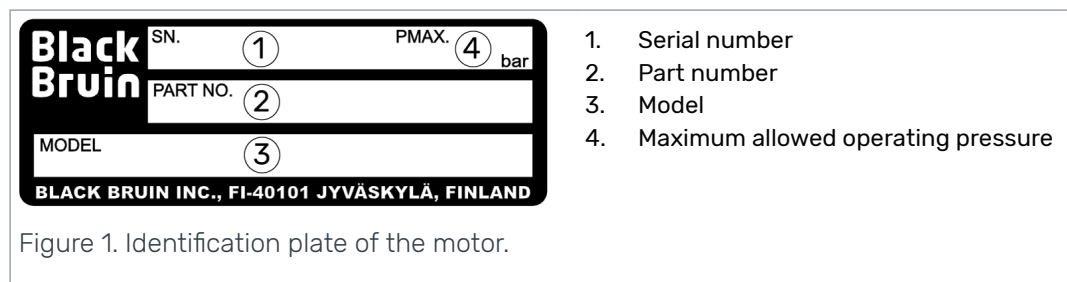 Black
Bruin
SN. 1 PMAX. 4 bar
PART NO. 2
MODEL 3
BLACK BRUIN INC., FI-40101 JYVÄSKYLÄ, FINLAND
1. Serial number
2. Part number
3. Model
4. Maximum allowed operating pressure
Figure 1. Identification plate of the motor.